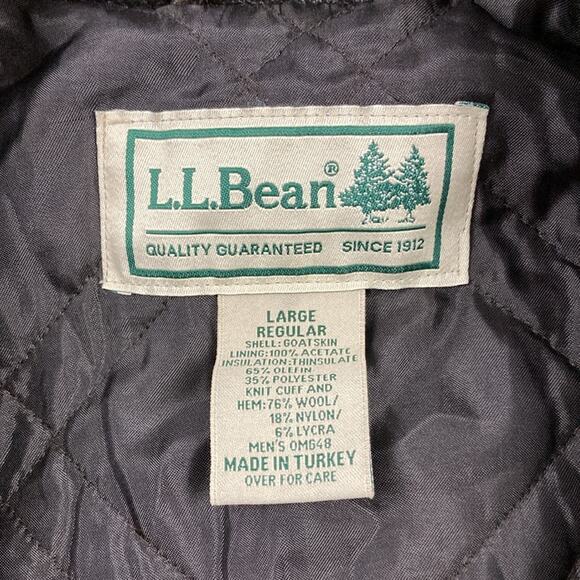 L.L.Bean®
QUALITY GUARANTEED SINCE 1912
LARGE
REGULAR
SHELL: GOATSKIN
LINING: 100% ACETATE
INSULATION: THINSULATE
65% OLEFIN
35% POLYESTER
KNIT CUFF AND
HEM: 76% WOOL/
18% NYLON/
6% LYCRA
MEN'S OMG48
MADE IN TURKEY
OVER FOR CARE